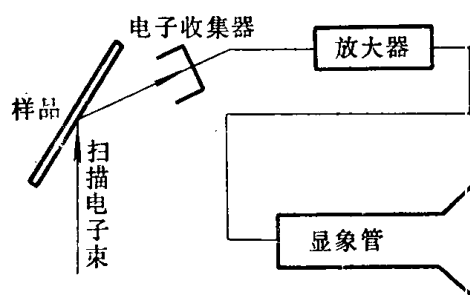 电子收集器
放大器
样品
扫描电子束
显象管